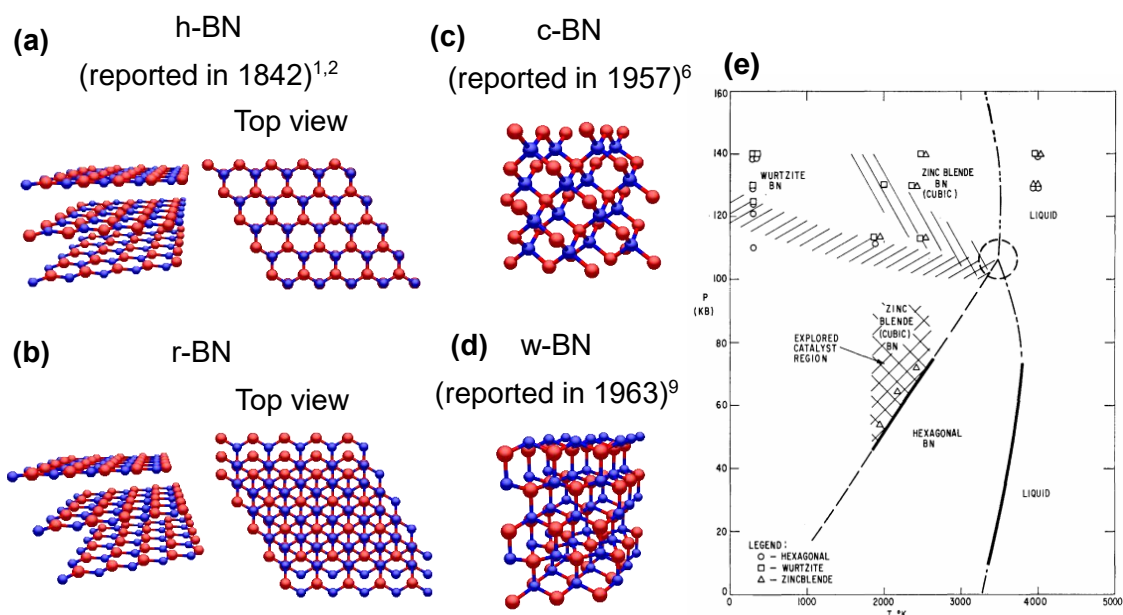 (a)
h-BN
(reported in 1842)1,2
Top view
(b)
r-BN
Top view
(c)
c-BN
(reported in 1957)6
(d)
w-BN
(reported in 1963)9
(e)
160
140
120
100
P
(KB)
80
60
40
20
0
WURTZITE
BN
ZINC BLENDE
BN
(CUBIC)
LIQUID
ZINC
BLENDE
(CUBIC)
BN
EXPLORED
CATALYST
REGION
HEXAGONAL
BN
LIQUID
LEGEND:
○ – HEXAGONAL
□ – WURTZITE
△ – ZINCBLENDE
0
1000
2000
3000
4000
5000
T °K